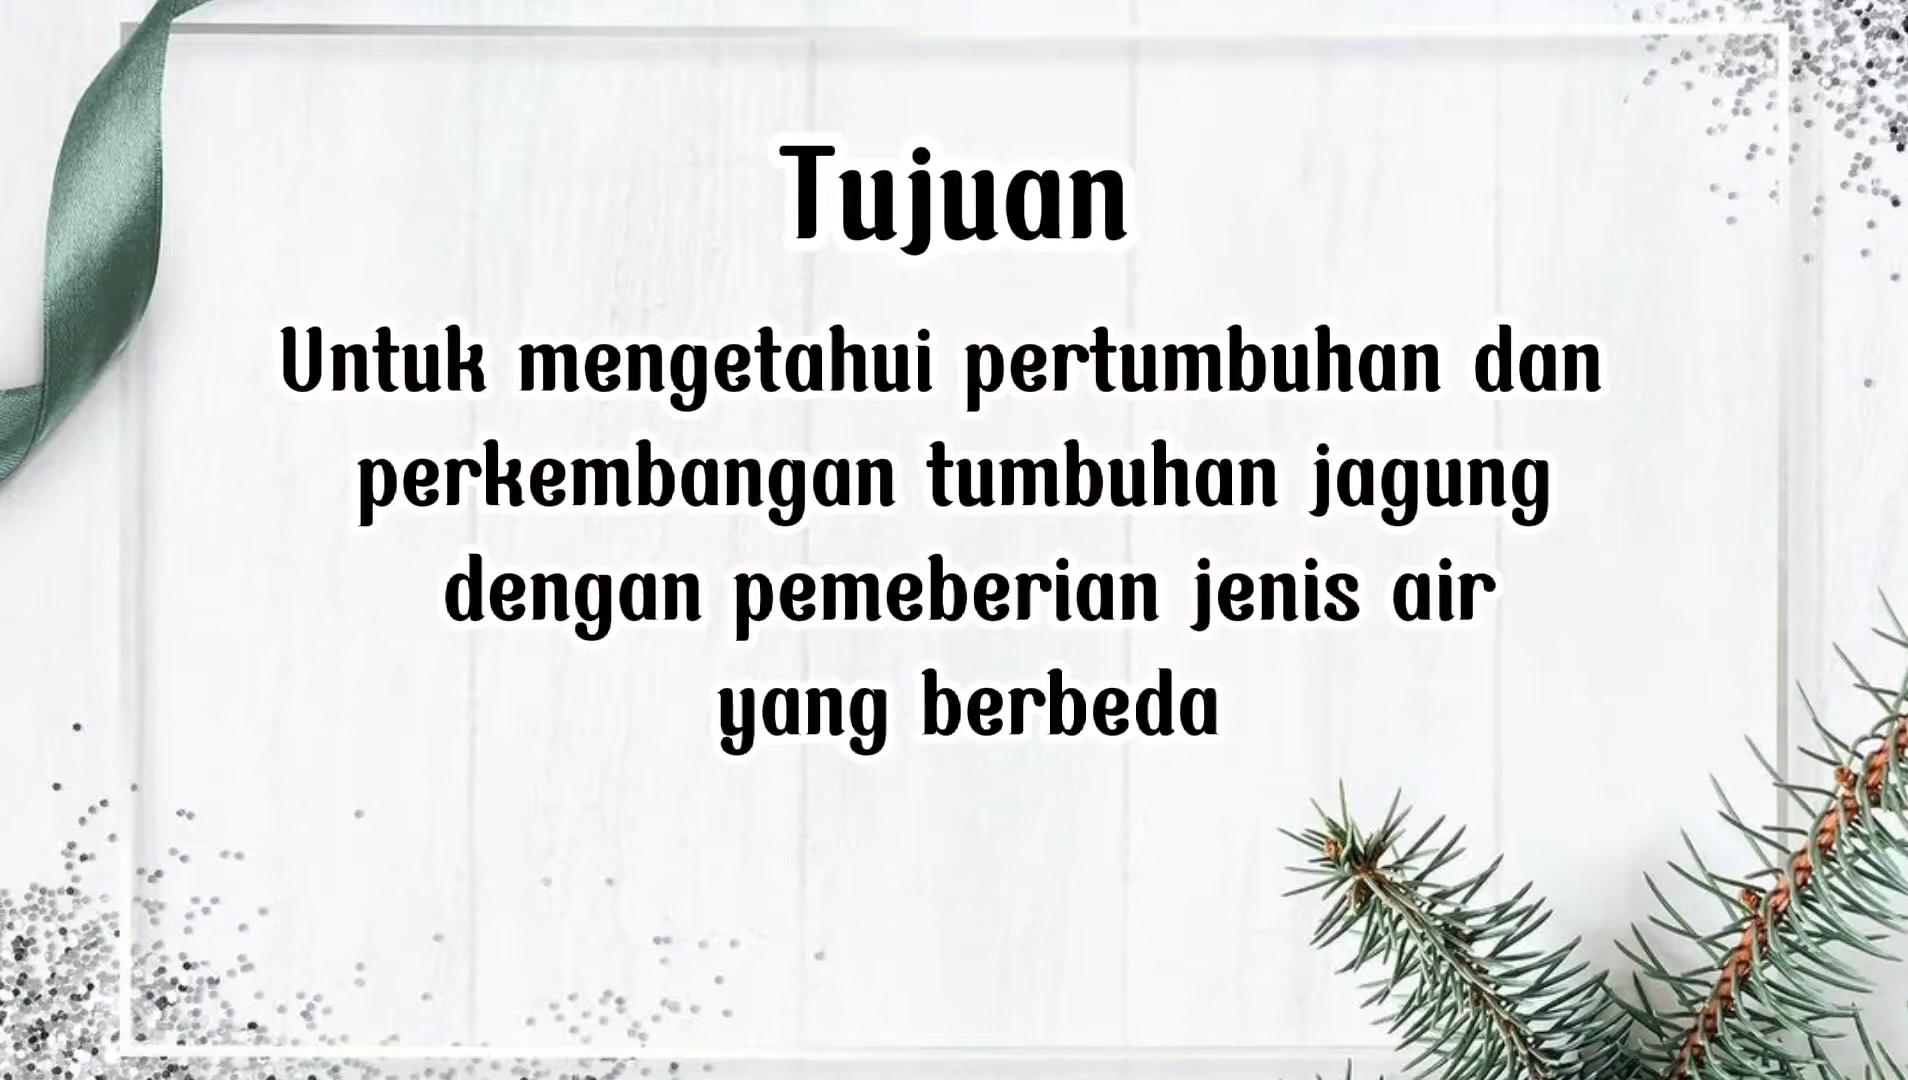 Tujuan
Untuk mengetahui pertumbuhan dan
perkembangan tumbuhan jagung
dengan pemeberian jenis air
yang berbeda